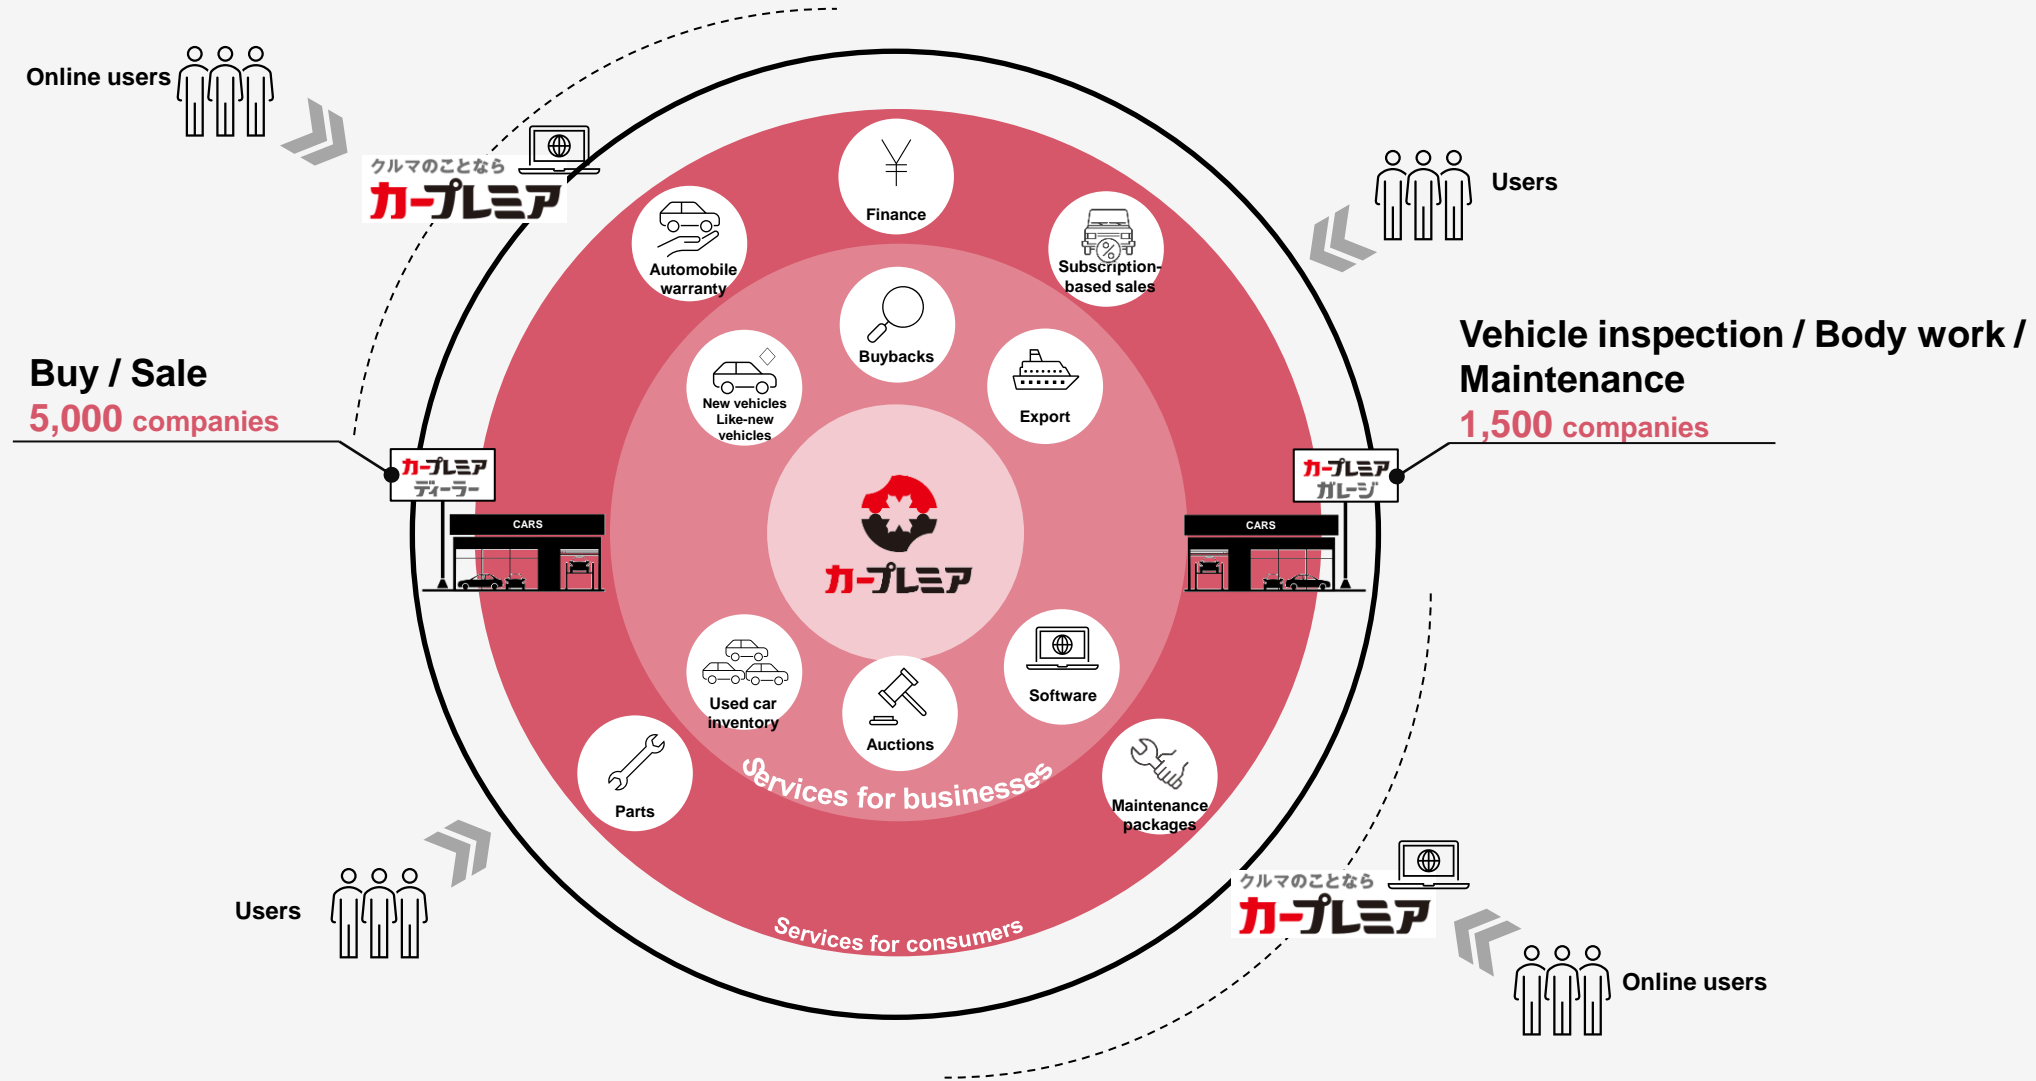 Online users
クルマのことなら
カープレミア
Users
Finance
Automobile
warranty
Subscription-
based sales
Buybacks
New vehicles
Like-new
vehicles
Export
Buy / Sale
5,000 companies
Vehicle inspection / Body work /
Maintenance
1,500 companies
カープレミア
ディーラー
CARS
カープレミア
カープレミア
ガレージ
CARS
Used car
inventory
Auctions
Software
Services for businesses
Parts
Maintenance
packages
Services for consumers
Users
クルマのことなら
カープレミア
Online users